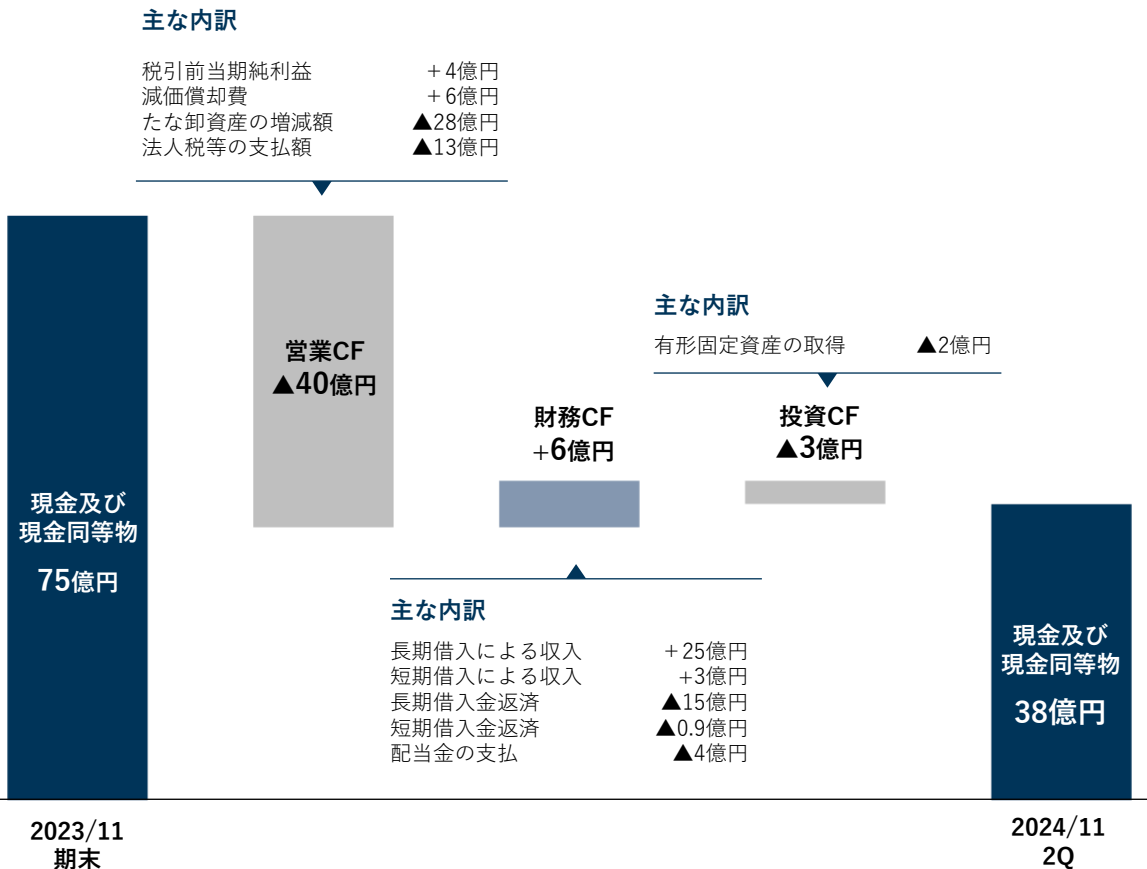 主な内訳
税引前当期純利益 +4億円
減価償却費 +6億円
たな卸資産の増減額 ▲28億円
法人税等の支払額 ▲13億円
営業CF
▲40億円
主な内訳
有形固定資産の取得 ▲2億円
財務CF
+6億円
投資CF
▲3億円
現金及び
現金同等物
75億円
主な内訳
長期借入による収入 +25億円
短期借入による収入 +3億円
長期借入金返済 ▲15億円
短期借入金返済 ▲0.9億円
配当金の支払 ▲4億円
現金及び
現金同等物
38億円
2023/11
期末
2024/11
2Q